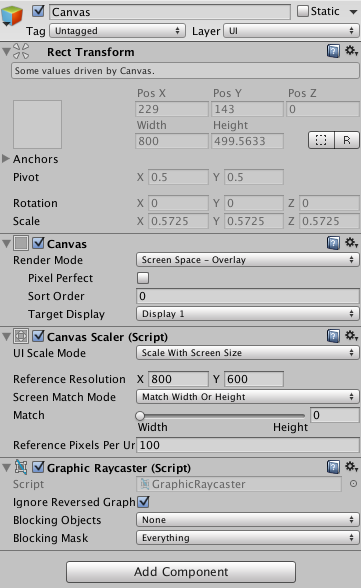 Canvas Static
Tag Untagged Layer UI
Rect Transform
Some values driven by Canvas.
Pos X Pos Y Pos Z
229 143 0
Width Height
800 499.5633 R
Anchors
Pivot X 0.5 Y 0.5
Rotation X 0 Y 0 Z 0
Scale X 0.5725 Y 0.5725 Z 0.5725
Canvas
Render Mode Screen Space - Overlay
Pixel Perfect
Sort Order 0
Target Display Display 1
Canvas Scaler (Script)
UI Scale Mode Scale With Screen Size
Reference Resolution X 800 Y 600
Screen Match Mode Match Width Or Height
Match 0
Width Height
Reference Pixels Per Ur 100
Graphic Raycaster (Script)
Script GraphicRaycaster
Ignore Reversed Graph
Blocking Objects None
Blocking Mask Everything
Add Component